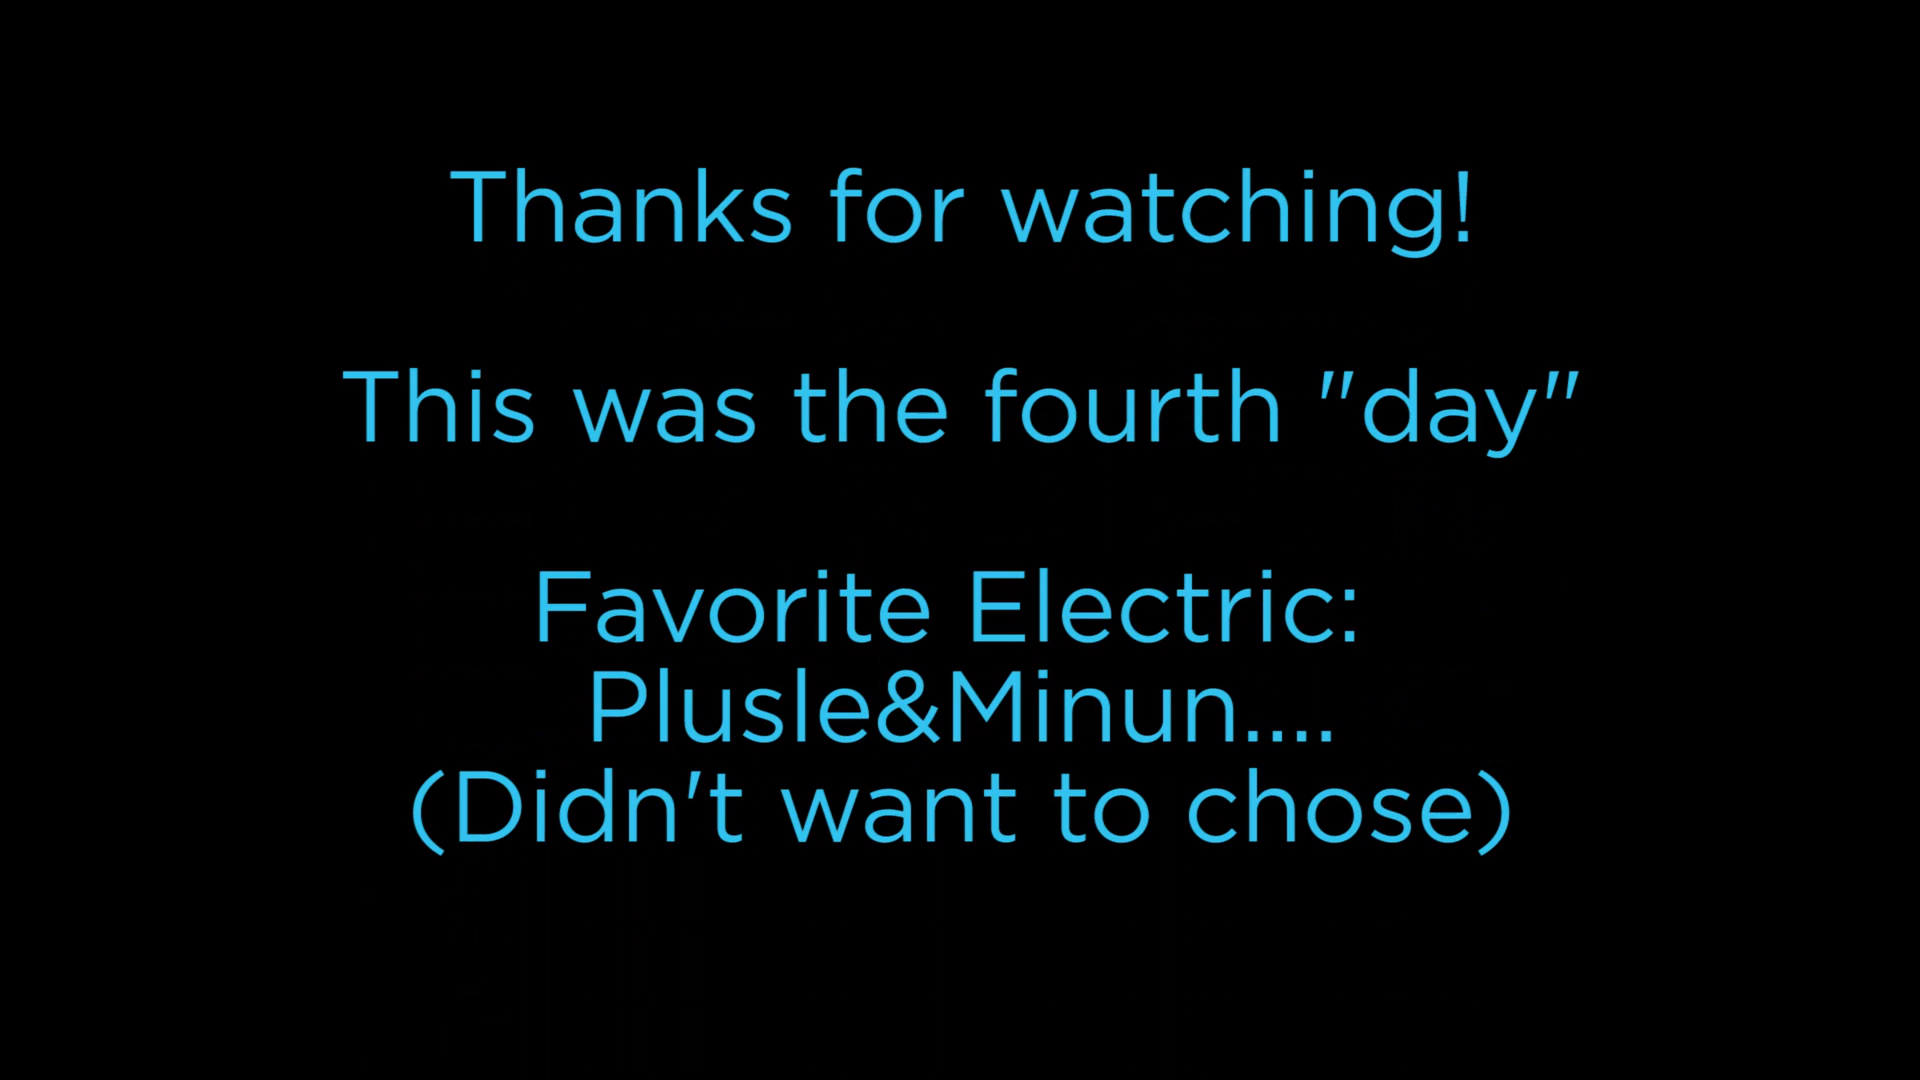 Thanks for watching!
This was the fourth "day"
Favorite Electric:
Plusle&Minun....
(Didn't want to chose)